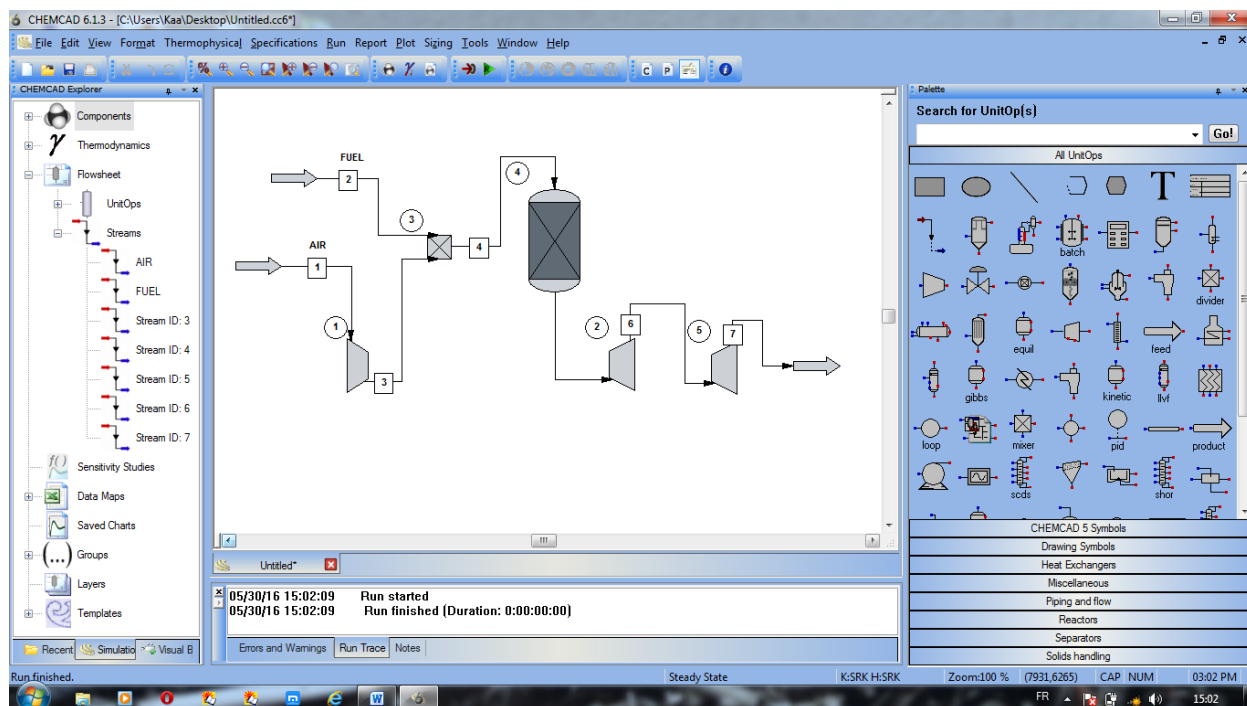 CHEMCAD 6.1.3 - [C:\Users\Kaa\Desktop\Untitled.cc6*]
File Edit View Format Thermophysical Specifications Run Report Plot Sizing Tools Window Help
C P
CHEMCAD Explorer
Components
Thermodynamics
Flowsheet
UnitOps
Streams
AIR
FUEL
Stream ID: 3
Stream ID: 4
Stream ID: 5
Stream ID: 6
Stream ID: 7
f()
Sensitivity Studies
Data Maps
Saved Charts
(...)
Groups
Layers
Templates
Recent Simulatio Visual B
FUEL
2
4
3
4
AIR
1
1
3
2
6
5
7
Untitled*
05/30/16 15:02:09 Run started
05/30/16 15:02:09 Run finished (Duration: 0:00:00:00)
Errors and Warnings Run Trace Notes
Palette
Search for UnitOp(s)
Go!
All UnitOps
T
batch
divider
equil
feed
gibbs
kinetic
llvf
loop
mixer
pid
product
scds
shor
CHEMCAD 5 Symbols
Drawing Symbols
Heat Exchangers
Miscellaneous
Piping and flow
Reactors
Separators
Solids handling
Run finished.
Steady State
K:SRK H:SRK
Zoom:100 %
(7931,6265)
CAP NUM
03:02 PM
FR
15:02